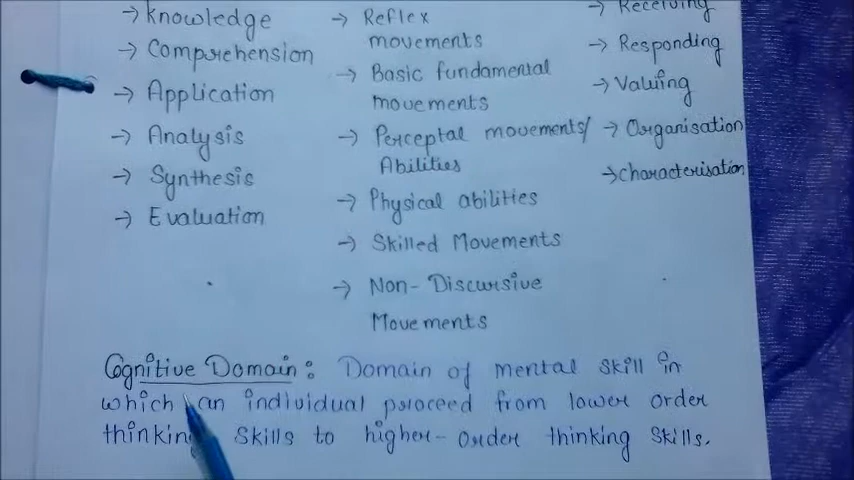 → Knowledge
→ Comprehension
→ Application
→ Analysis
→ Synthesis
→ Evaluation
→ Reflex
movements
→ Basic fundamental
movements
→ Perceptal movements/
Abilities
→ Physical abilities
→ Skilled Movements
→ Non-Discursive
Movements
→ Receiving
→ Responding
→ Valuing
→ Organisation
→ characterisation
Cognitive Domain: Domain of mental skill in
which an individual proceed from lower order
thinking skills to higher-order thinking skills.